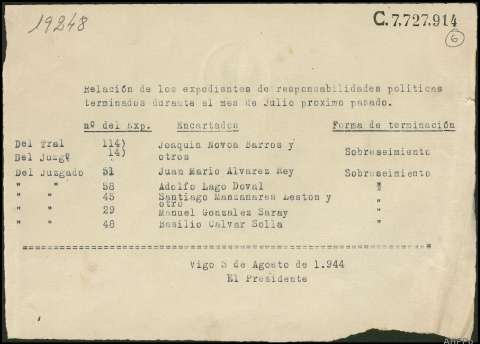 19248
C.7.727.914
6
Relación de los expedientes de responsabilidades politicas
terminados durante el mes de Julio proximo pasado.
nº del exp. Encartados Forma de terminación
Del Tral 114) Joaquin Novoa Barros y
Del Juzgº 14) otros Sobreseimiento
Del Juzgado 51 Juan Mario Alvarez Rey Sobreseimiento
" " 58 Adolfo Lago Doval "
" " 45 Santiago Manzanares Leston y
otro "
" " 29 Manuel Gonzalez Garay "
" " 48 Basilio Calvar Solla "
Vigo 5 de Agosto de 1.944
El Presidente